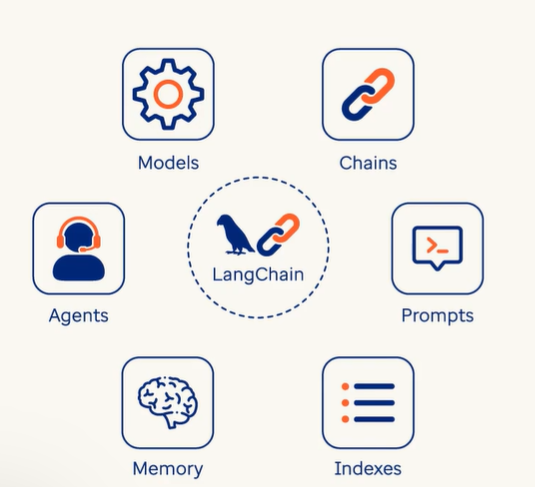 Models
Chains
LangChain
Agents
Prompts
Memory
Indexes